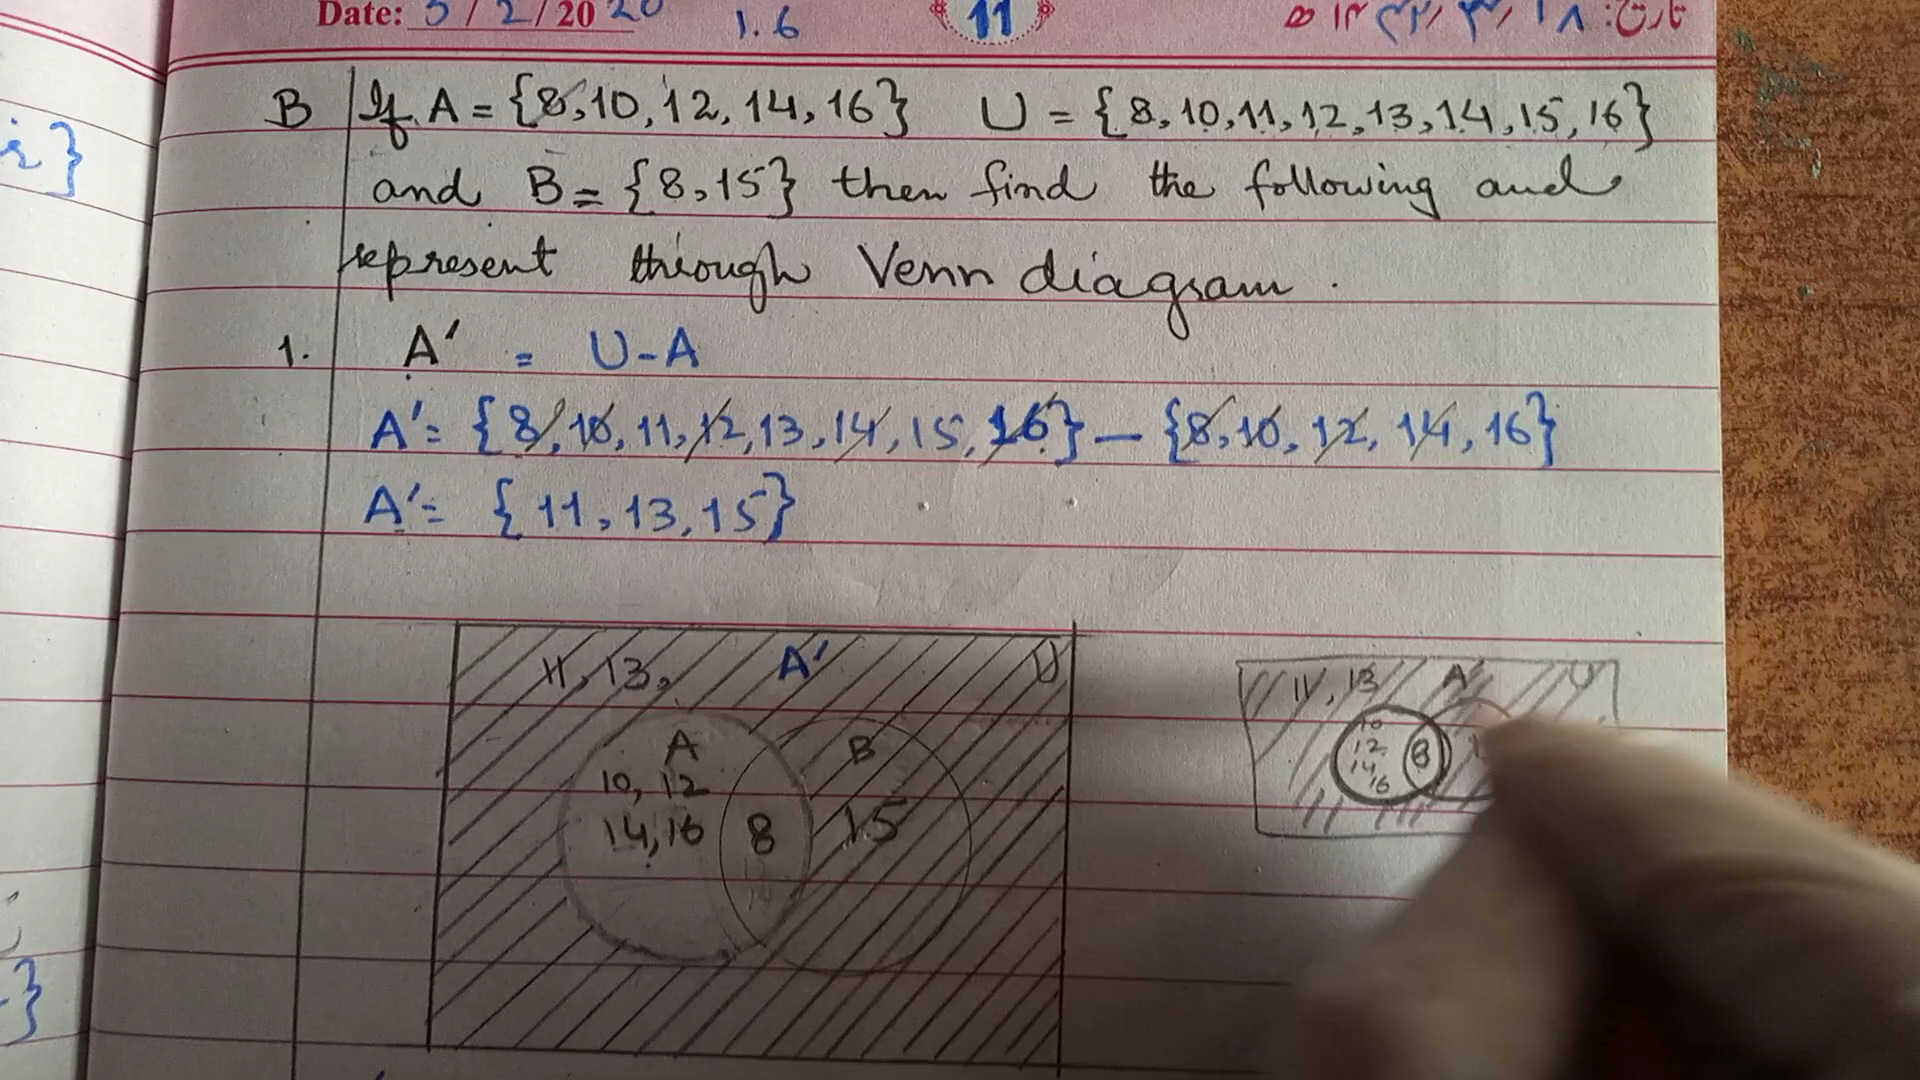 Date: 5/2/2020 1.6 11 تاریخ:
B If A = {8,10,12,14,16} U = {8,10,11,12,13,14,15,16}
and B = {8,15} then find the following and
represent through Venn diagram.
1. A' = U-A
A' = {8,10,11,12,13,14,15,16} - {8,10,12,14,16}
A' = {11,13,15}
11, 13, A' U
A B
10, 12
14, 16 8 15
11, 13 A' U
10
12 8
14
16